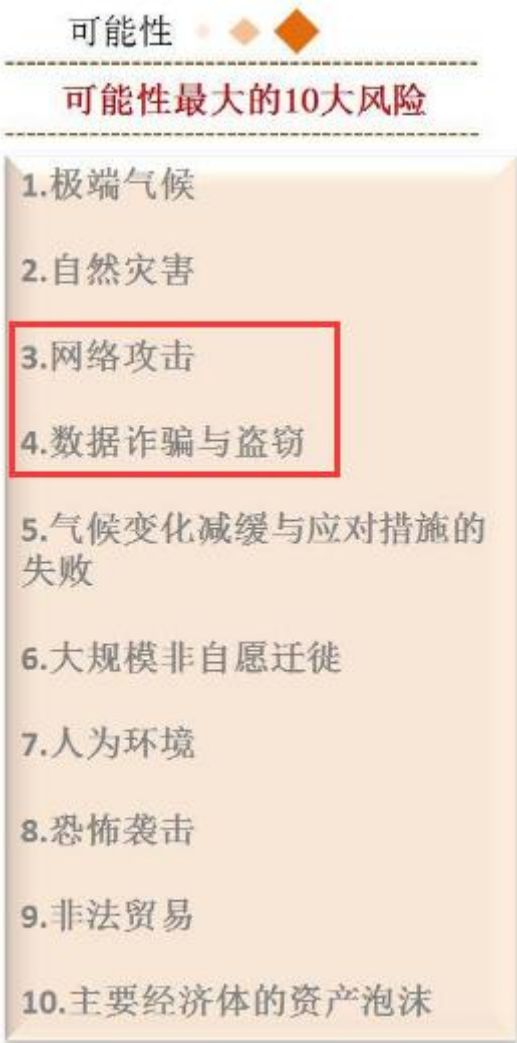 可能性
可能性最大的10大风险
1.极端气候
2.自然灾害
3.网络攻击
4.数据诈骗与盗窃
5.气候变化减缓与应对措施的
失败
6.大规模非自愿迁徙
7.人为环境
8.恐怖袭击
9.非法贸易
10.主要经济体的资产泡沫